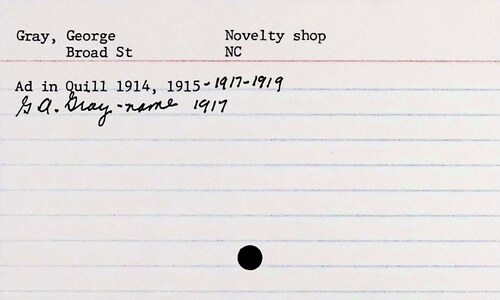 Gray, George Novelty shop
Broad St NC
Ad in Quill 1914, 1915-1917-1919
G A. Gray-name 1917